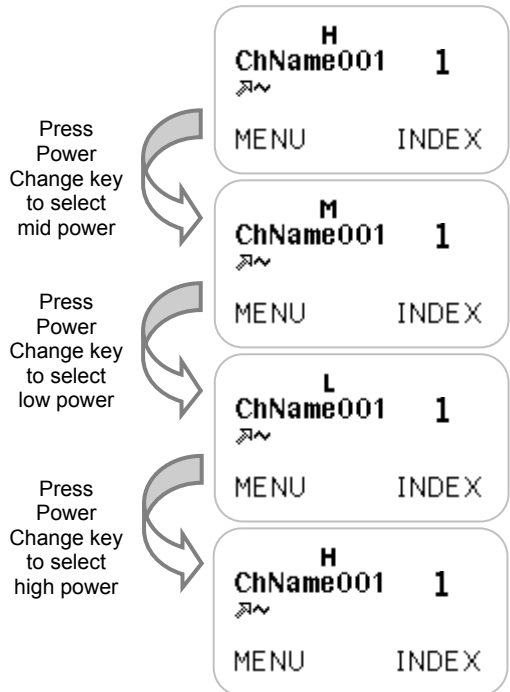 H
ChName001 1
MENU INDEX
Press
Power
Change key
to select
mid power
M
ChName001 1
MENU INDEX
Press
Power
Change key
to select
low power
L
ChName001 1
MENU INDEX
Press
Power
Change key
to select
high power
H
ChName001 1
MENU INDEX